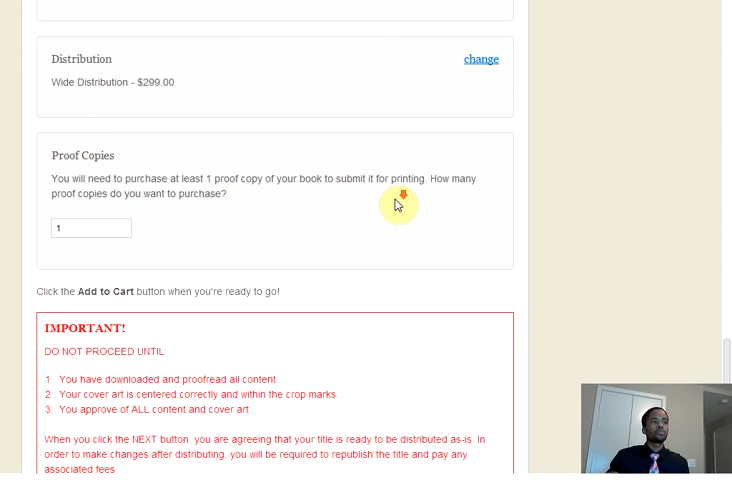 Distribution
change
Wide Distribution - $299.00
Proof Copies
You will need to purchase at least 1 proof copy of your book to submit it for printing. How many
proof copies do you want to purchase?
1
Click the Add to Cart button when you're ready to go!
IMPORTANT!
DO NOT PROCEED UNTIL:
1. You have downloaded and proofread all content.
2. Your cover art is centered correctly and within the crop marks.
3. You approve of ALL content and cover art.
When you click the NEXT button, you are agreeing that your title is ready to be distributed as-is. In
order to make changes after distributing, you will be required to republish the title and pay any
associated fees.